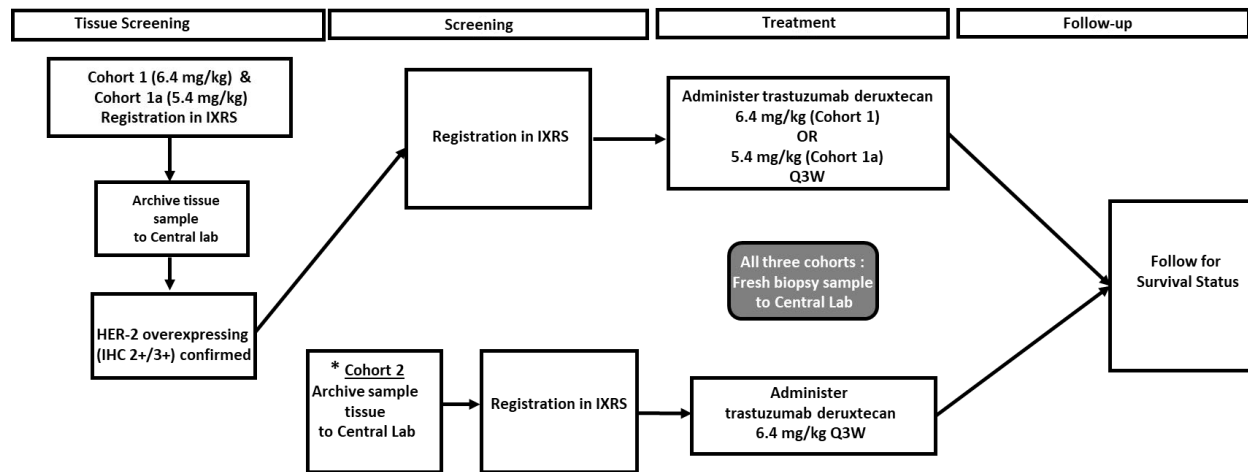 Tissue Screening
Screening
Treatment
Follow-up
Cohort 1 (6.4 mg/kg) &
Cohort 1a (5.4 mg/kg)
Registration in IXRS
Archive tissue
sample
to Central lab
HER-2 overexpressing
(IHC 2+/3+) confirmed
Registration in IXRS
Administer trastuzumab deruxtecan
6.4 mg/kg (Cohort 1)
OR
5.4 mg/kg (Cohort 1a)
Q3W
All three cohorts :
Fresh biopsy sample
to Central Lab
* Cohort 2
Archive sample
tissue
to Central Lab
Registration in IXRS
Administer
trastuzumab deruxtecan
6.4 mg/kg Q3W
Follow for
Survival Status